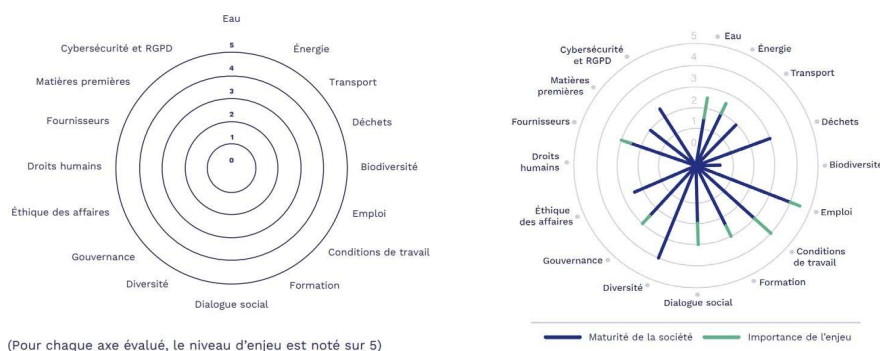 Eau
Cybersécurité et RGPD
Énergie
Matières premières
Transport
Fournisseurs
Déchets
Droits humains
Biodiversité
Éthique des affaires
Emploi
Gouvernance
Conditions de travail
Diversité
Formation
Dialogue social
5
4
3
2
1
0
(Pour chaque axe évalué, le niveau d'enjeu est noté sur 5)
Eau
Cybersécurité
et RGPD
Énergie
Matières
premières
Transport
Fournisseurs
Déchets
Droits
humains
Biodiversité
Éthique
des affaires
Emploi
Gouvernance
Conditions
de travail
Diversité
Formation
Dialogue social
5
4
3
2
1
0
Maturité de la société
Importance de l'enjeu